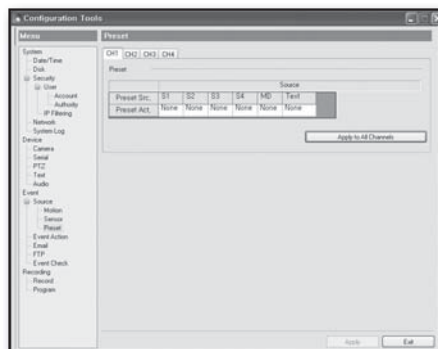 Configuration Tools
Menu
Preset
System
Date/Time
Disk
Security
User
Account
Authority
IP Filtering
Network
System Log
Device
Camera
Serial
PTZ
Text
Audio
Event
Source
Motion
Sensor
Preset
Event Action
Email
FTP
Event Check
Recording
Record
Program
CH1 CH2 CH3 CH4
Preset
Source
Preset Src. S1 S2 S3 S4 MD Text
Preset Act. None None None None None None
Apply to All Channels
Apply Exit